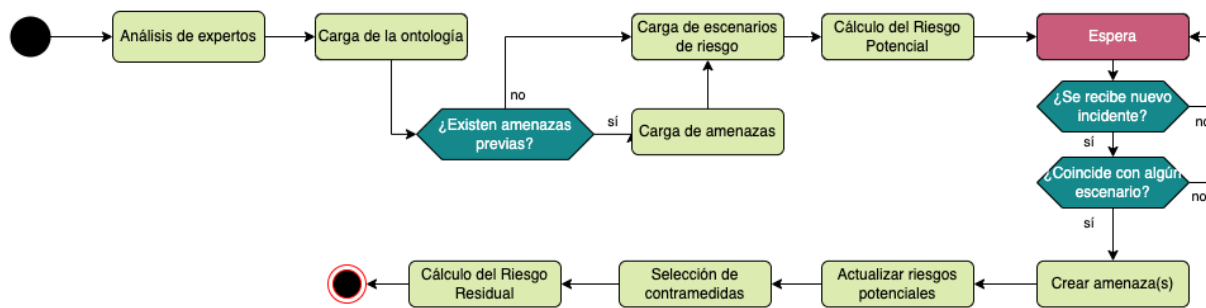 Análisis de expertos
Carga de la ontología
Carga de escenarios
de riesgo
Cálculo del Riesgo
Potencial
Espera
no
¿Existen amenazas
previas?
sí
Carga de amenazas
¿Se recibe nuevo
incidente?
no
sí
¿Coincide con algún
escenario?
no
sí
Crear amenaza(s)
Actualizar riesgos
potenciales
Selección de
contramedidas
Cálculo del Riesgo
Residual